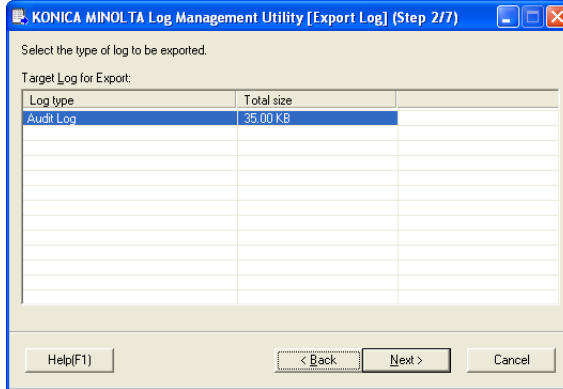 KONICA MINOLTA Log Management Utility [Export Log] (Step 2/7)
Select the type of log to be exported.
Target Log for Export:
Log type Total size
Audit Log 35.00 KB
Help(F1) < Back Next > Cancel